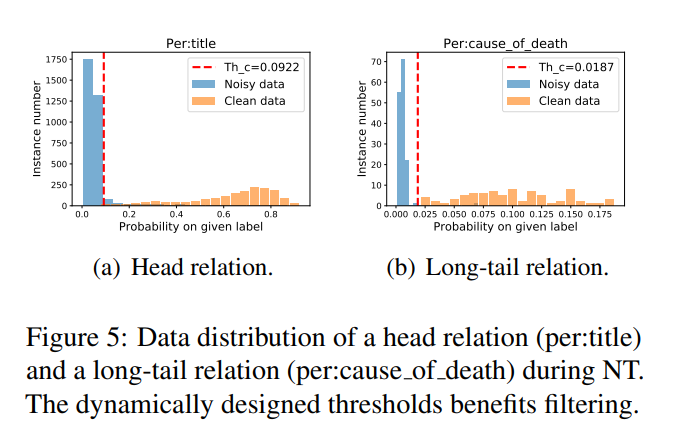 Per:title
Th_c=0.0922
Noisy data
Clean data
Instance number
1750
1500
1250
1000
750
500
250
0
0.0 0.2 0.4 0.6 0.8
Probability on given label
Per:cause_of_death
Th_c=0.0187
Noisy data
Clean data
Instance number
70
60
50
40
30
20
10
0
0.000 0.025 0.050 0.075 0.100 0.125 0.150 0.175
Probability on given label
(a) Head relation.
(b) Long-tail relation.
Figure 5: Data distribution of a head relation (per:title)
and a long-tail relation (per:cause_of_death) during NT.
The dynamically designed thresholds benefits filtering.